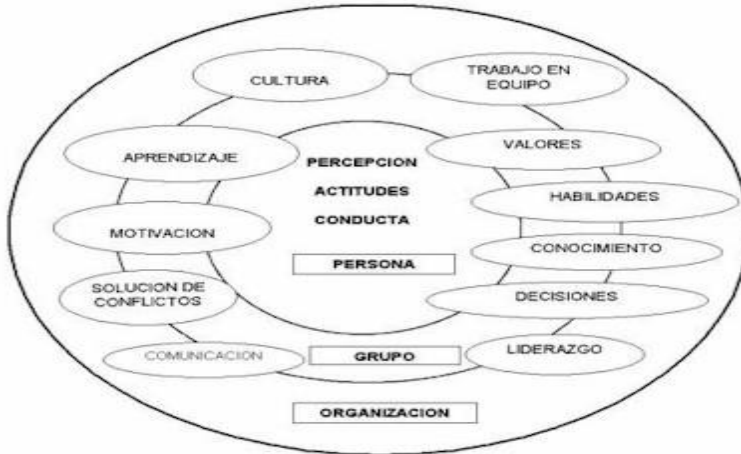 CULTURA
TRABAJO EN
EQUIPO
APRENDIZAJE
PERCEPCION
VALORES
ACTITUDES
HABILIDADES
CONDUCTA
MOTIVACION
CONOCIMIENTO
PERSONA
SOLUCION DE
CONFLICTOS
DECISIONES
COMUNICACION
GRUPO
LIDERAZGO
ORGANIZACION